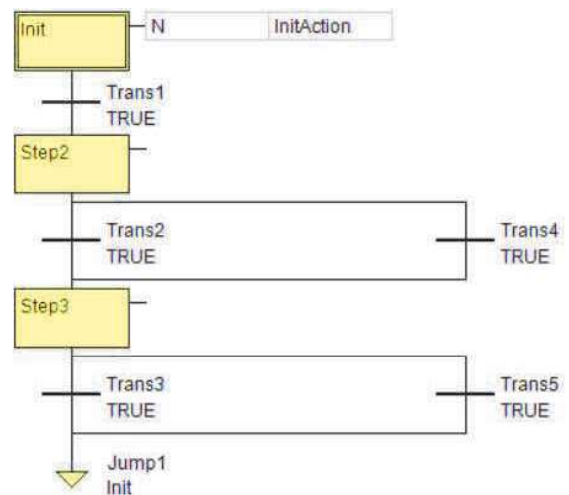 Init
N InitAction
Trans1
TRUE
Step2
Trans2 Trans4
TRUE TRUE
Step3
Trans3 Trans5
TRUE TRUE
Jump1
Init